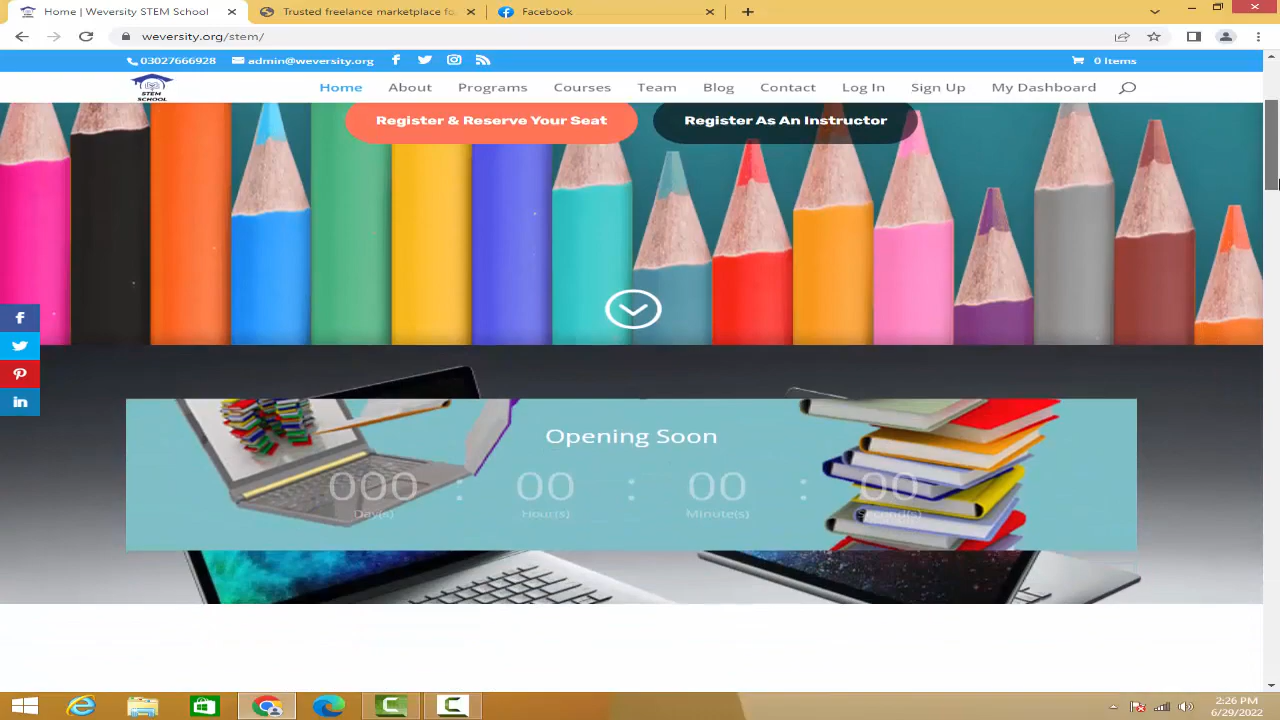 Home | Weversity STEM School
Trusted freelance marketplace fo
Facebook
weversity.org/stem/
03027666928
admin@weversity.org
0 Items
STEM
SCHOOL
Home
About
Programs
Courses
Team
Blog
Contact
Log In
Sign Up
My Dashboard
Register & Reserve Your Seat
Register As An Instructor
Opening Soon
000 : 00 : 00 : 00
Day(s) Hour(s) Minute(s) Second(s)
2:26 PM
6/29/2022